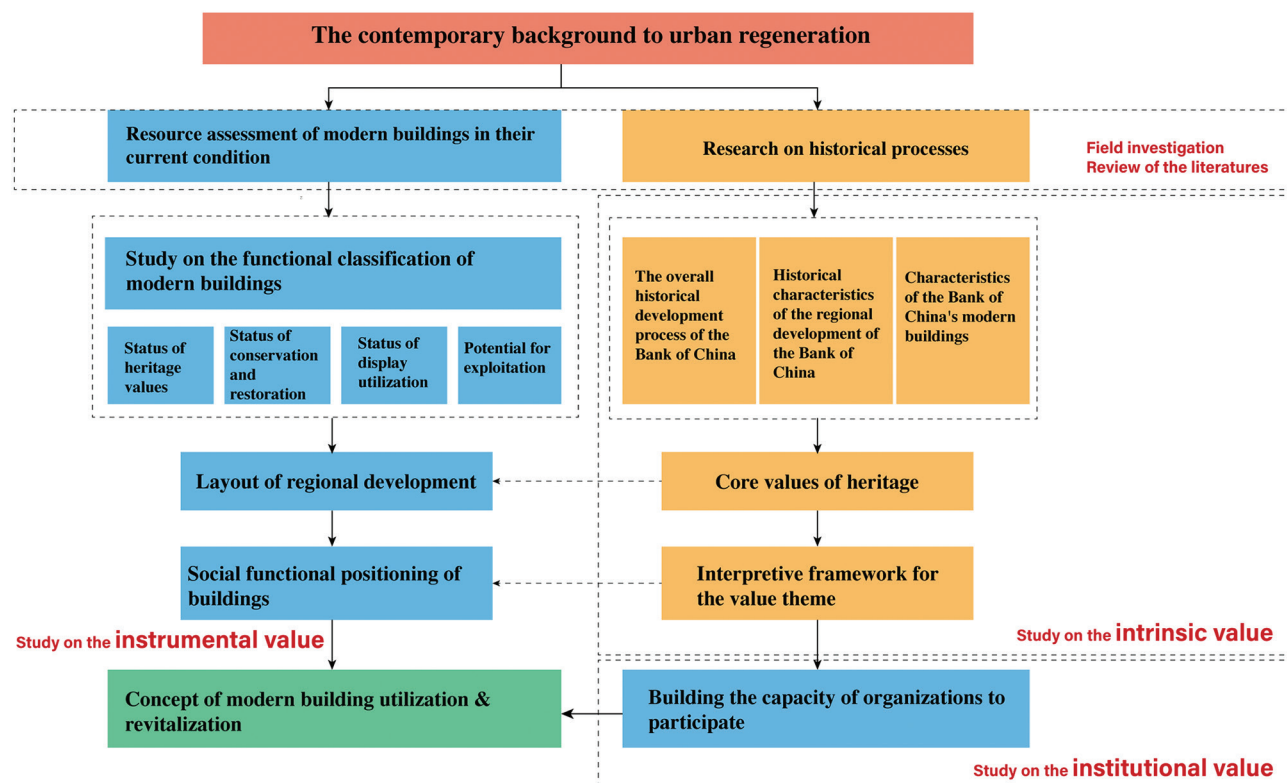 The contemporary background to urban regeneration
Resource assessment of modern buildings in their
current condition
Research on historical processes
Field investigation
Review of the literatures
Study on the functional classification of
modern buildings
Status of
heritage
values
Status of
conservation
and
restoration
Status of
display
utilization
Potential for
exploitation
The overall
historical
development
process of the
Bank of China
Historical
characteristics
of the regional
development of
the Bank of
China
Characteristics
of the Bank of
China's modern
buildings
Layout of regional development
Core values of heritage
Social functional positioning of
buildings
Interpretive framework for
the value theme
Study on the instrumental value
Study on the intrinsic value
Concept of modern building utilization &
revitalization
Building the capacity of organizations to
participate
Study on the institutional value